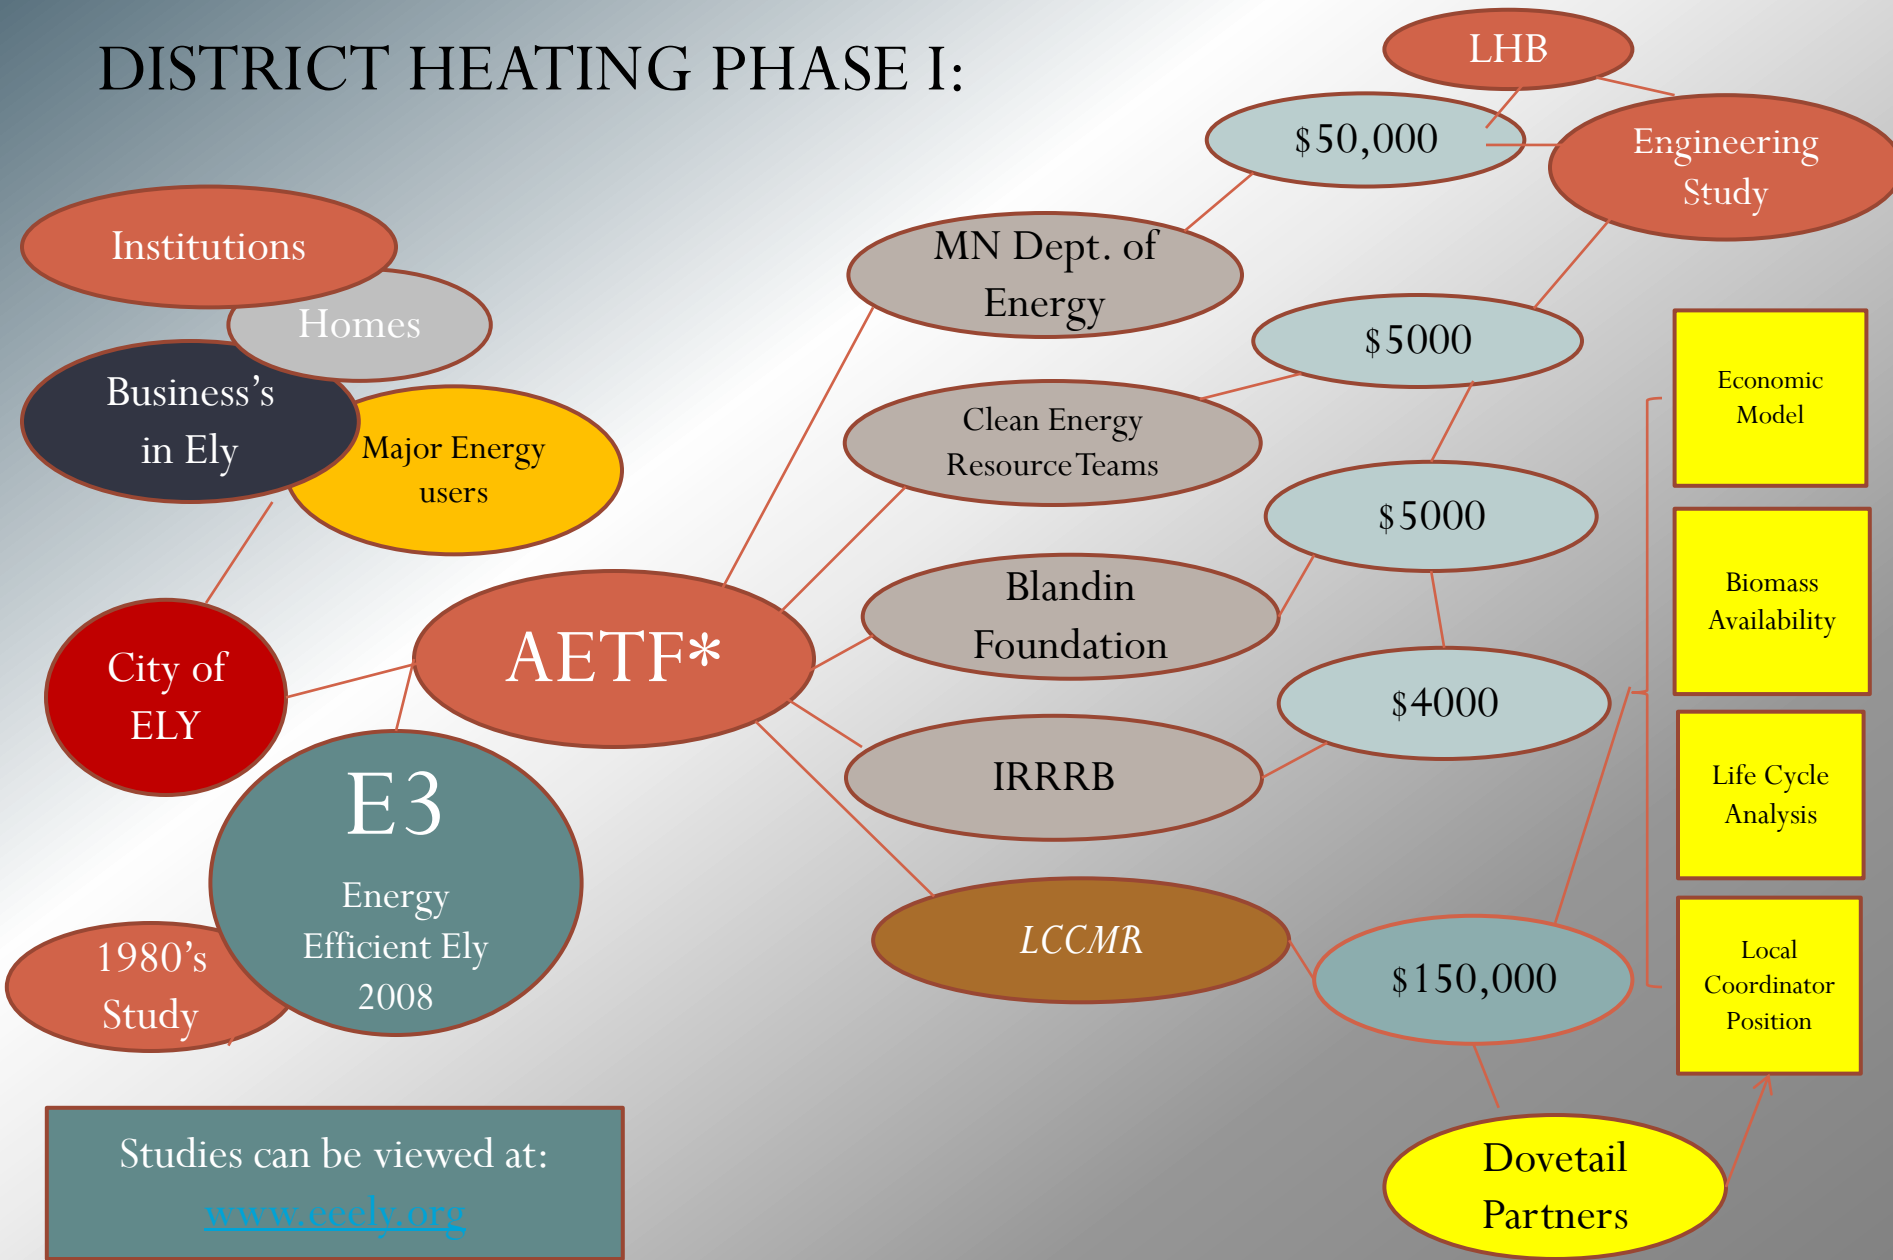 DISTRICT HEATING PHASE I:
LHB
$50,000
Engineering
Study
Institutions
Homes
Business’s
in Ely
Major Energy
users
MN Dept. of
Energy
$5000
Clean Energy
Resource Teams
$5000
Blandin
Foundation
$4000
IRRRB
LCCMR
$150,000
AETF*
City of
ELY
E3
Energy
Efficient Ely
2008
1980’s
Study
Economic
Model
Biomass
Availability
Life Cycle
Analysis
Local
Coordinator
Position
Dovetail
Partners
Studies can be viewed at:
www.eeely.org